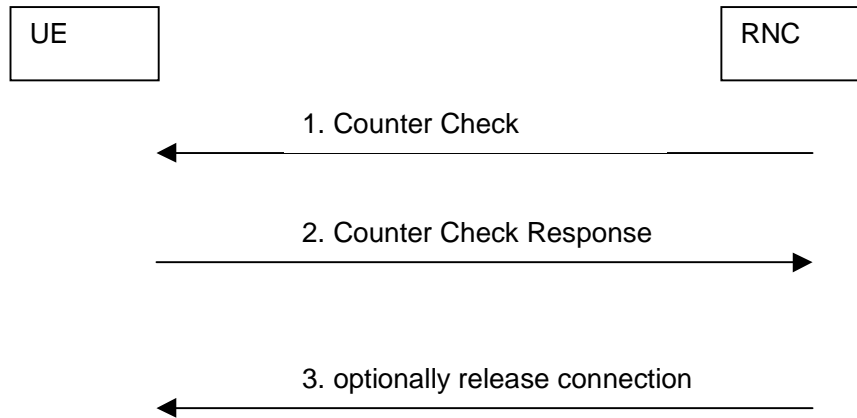 UE
RNC
1. Counter Check
2. Counter Check Response
3. optionally release connection